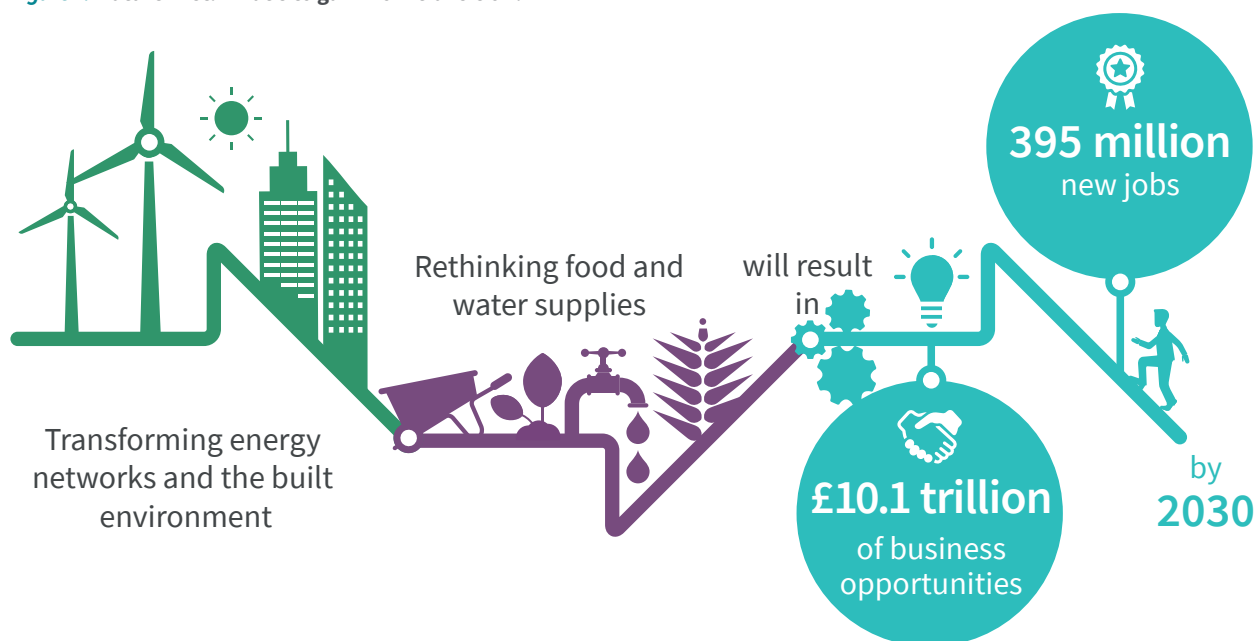 Transforming energy
networks and the built
environment
Rethinking food and
water supplies
will result
in
£10.1 trillion
of business
opportunities
395 million
new jobs
by
2030